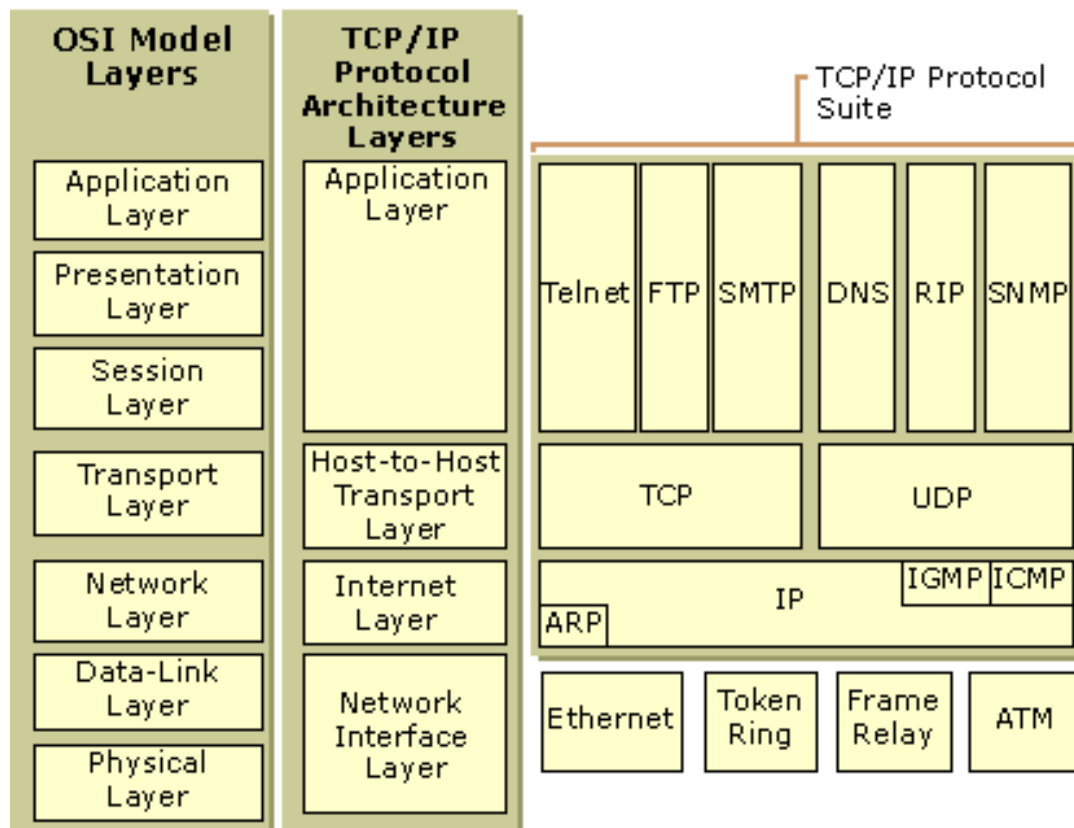 OSI Model
Layers
TCP/IP
Protocol
Architecture
Layers
TCP/IP Protocol
Suite
Application
Layer
Presentation
Layer
Session
Layer
Transport
Layer
Network
Layer
Data-Link
Layer
Physical
Layer
Application
Layer
Host-to-Host
Transport
Layer
Internet
Layer
Network
Interface
Layer
Telnet
FTP
SMTP
DNS
RIP
SNMP
TCP
UDP
IP
IGMP
ICMP
ARP
Ethernet
Token
Ring
Frame
Relay
ATM